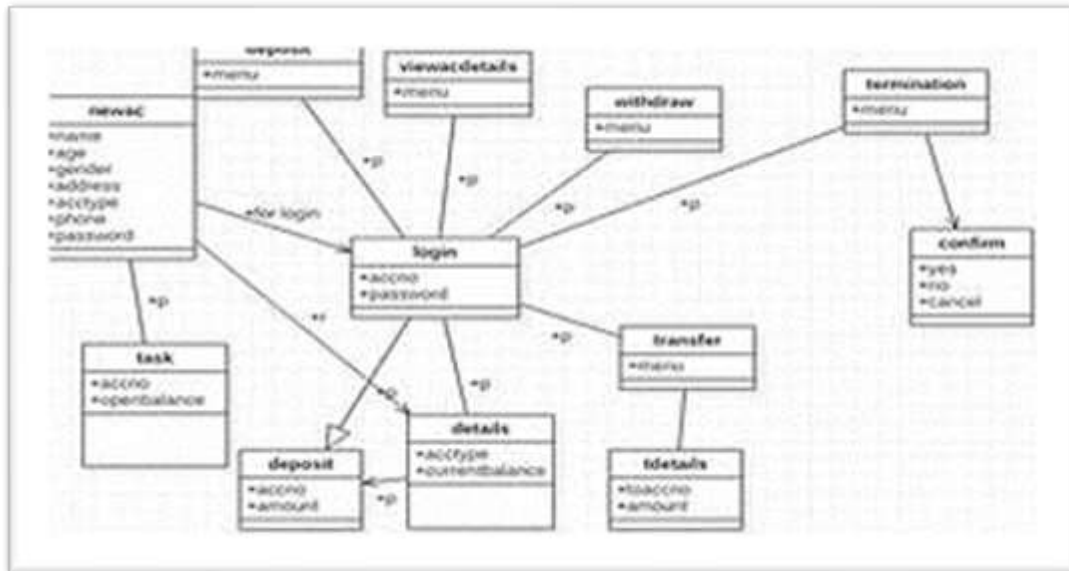 deposit
+menu
viewacdetails
+menu
withdraw
+menu
termination
+menu
newac
+name
+age
+gender
+address
+acctype
+phone
+password
+p
+p
+p
+p
+for login
login
+accno
+password
confirm
+yes
+no
+cancel
+p
+r
+p
transfer
+menu
task
+accno
+openbalance
+p
+p
details
+acctype
+currentbalance
deposit
+accno
+amount
+p
tdetails
+toaccno
+amount